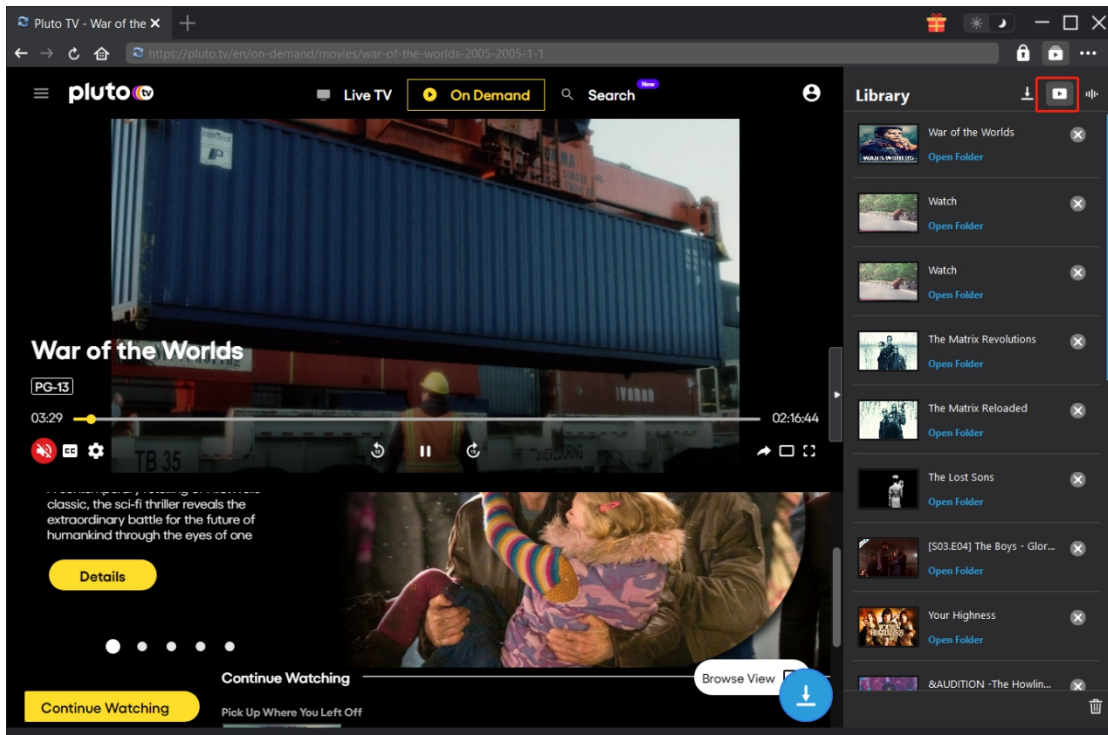 Pluto TV - War of the
https://pluto.tv/en/on-demand/movies/war-of-the-worlds-2005-2005-1-1
pluto tv
Live TV
On Demand
Search
New
Library
War of the Worlds
Open Folder
Watch
Open Folder
Watch
Open Folder
The Matrix Revolutions
Open Folder
The Matrix Reloaded
Open Folder
The Lost Sons
Open Folder
[S03.E04] The Boys - Glor...
Open Folder
Your Highness
Open Folder
&AUDITION -The Howlin...
War of the Worlds
PG-13
03:29
02:16:44
CC
TB 35
classic, the sci-fi thriller reveals the
extraordinary battle for the future of
humankind through the eyes of one
Details
Continue Watching
Browse View
Continue Watching
Pick Up Where You Left Off